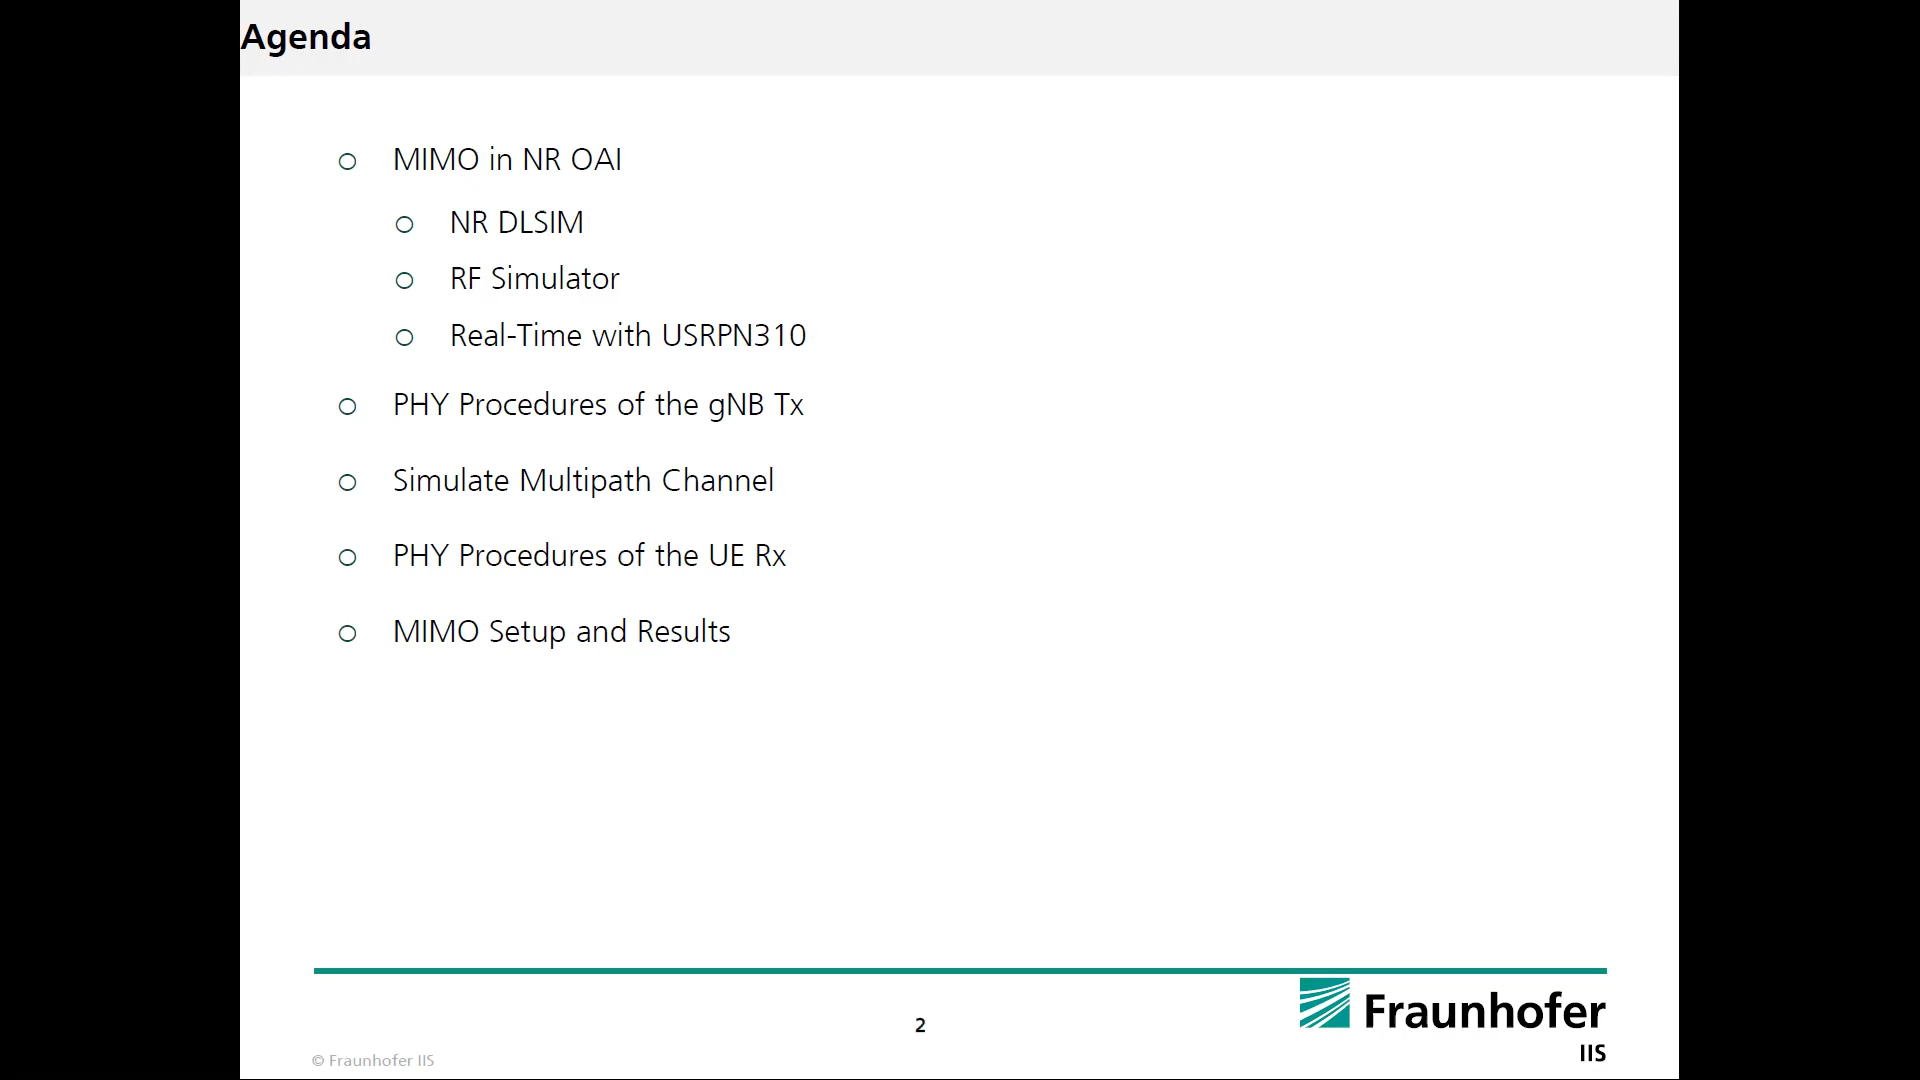 Agenda
MIMO in NR OAI
NR DLSIM
RF Simulator
Real-Time with USRPN310
PHY Procedures of the gNB Tx
Simulate Multipath Channel
PHY Procedures of the UE Rx
MIMO Setup and Results
2
Fraunhofer
IIS
© Fraunhofer IIS